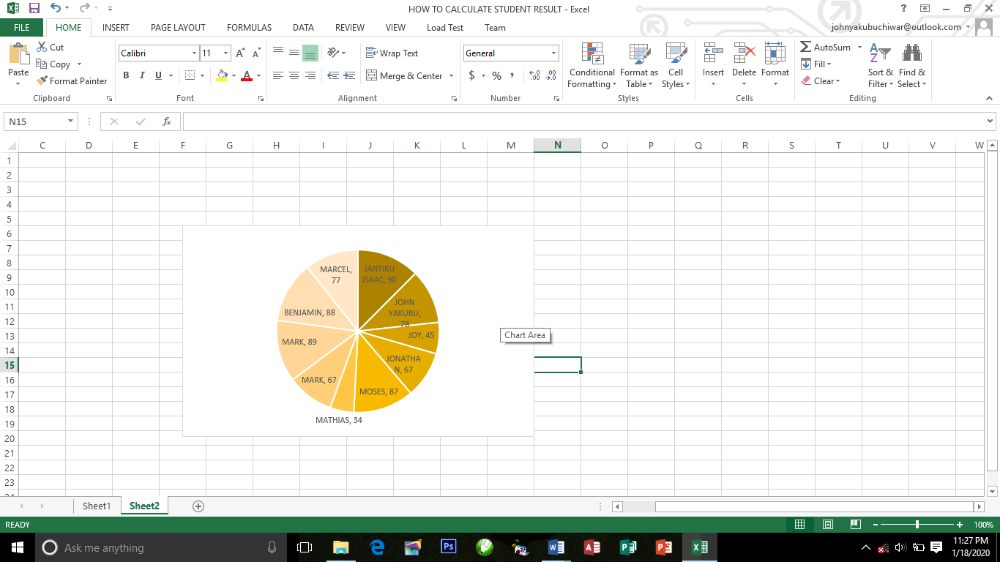 HOW TO CALCULATE STUDENT RESULT - Excel
?
FILE HOME INSERT PAGE LAYOUT FORMULAS DATA REVIEW VIEW Load Test Team johnyakubuchiwar@outlook.com
Paste
Cut
Copy
Format Painter
Clipboard
Calibri 11
B I U
Font
Wrap Text
Merge & Center
Alignment
General
$ % ,
Number
Conditional Formatting
Format as Table
Cell Styles
Styles
Insert Delete Format
Cells
AutoSum
Fill
Clear
Sort & Filter
Find & Select
Editing
N15
fx
C D E F G H I J K L M N O P Q R S T U V W
1
2
3
4
5
6
7
8
9
10
11
12
13
14
15
16
17
18
19
20
21
22
23
24
JANTIKU
ISAAC, 90
JOHN
YAKUBU,
78
JOY, 45
JONATHA
N, 67
MOSES, 87
MATHIAS, 34
MARK, 67
MARK, 89
BENJAMIN, 88
MARCEL,
77
Chart Area
Sheet1 Sheet2
READY 100%
Ask me anything
11:27 PM
1/18/2020